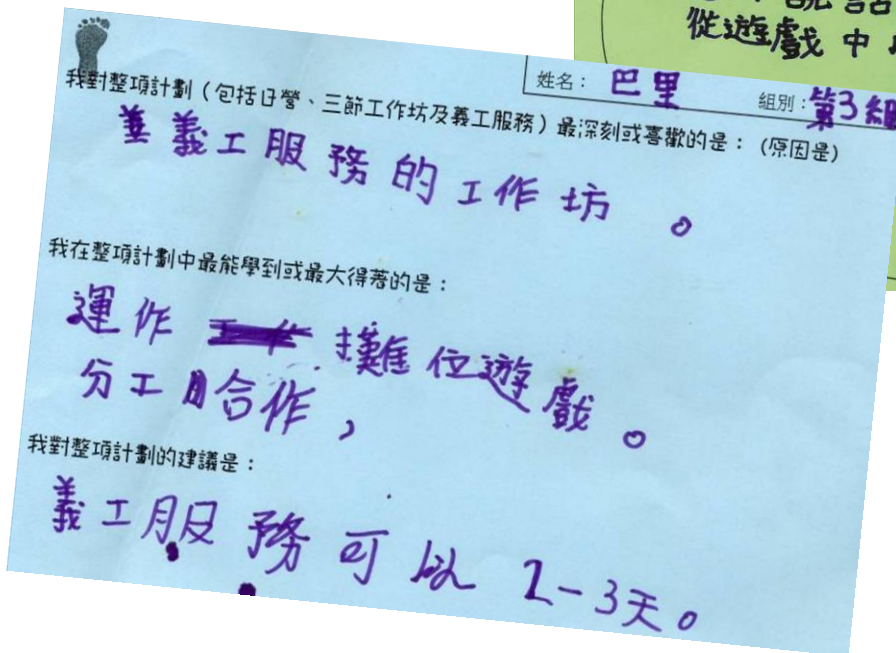 從遊戲中
姓名：巴里
組別：第3組
我對整項計劃（包括日營、三節工作坊及義工服務）最深刻或喜歡的是：（原因是）
義工服務的工作坊。
我在整項計劃中最能學到或最大得著的是：
運作攤位遊戲。
分工合作，
我對整項計劃的建議是：
義工服務可以2-3天。